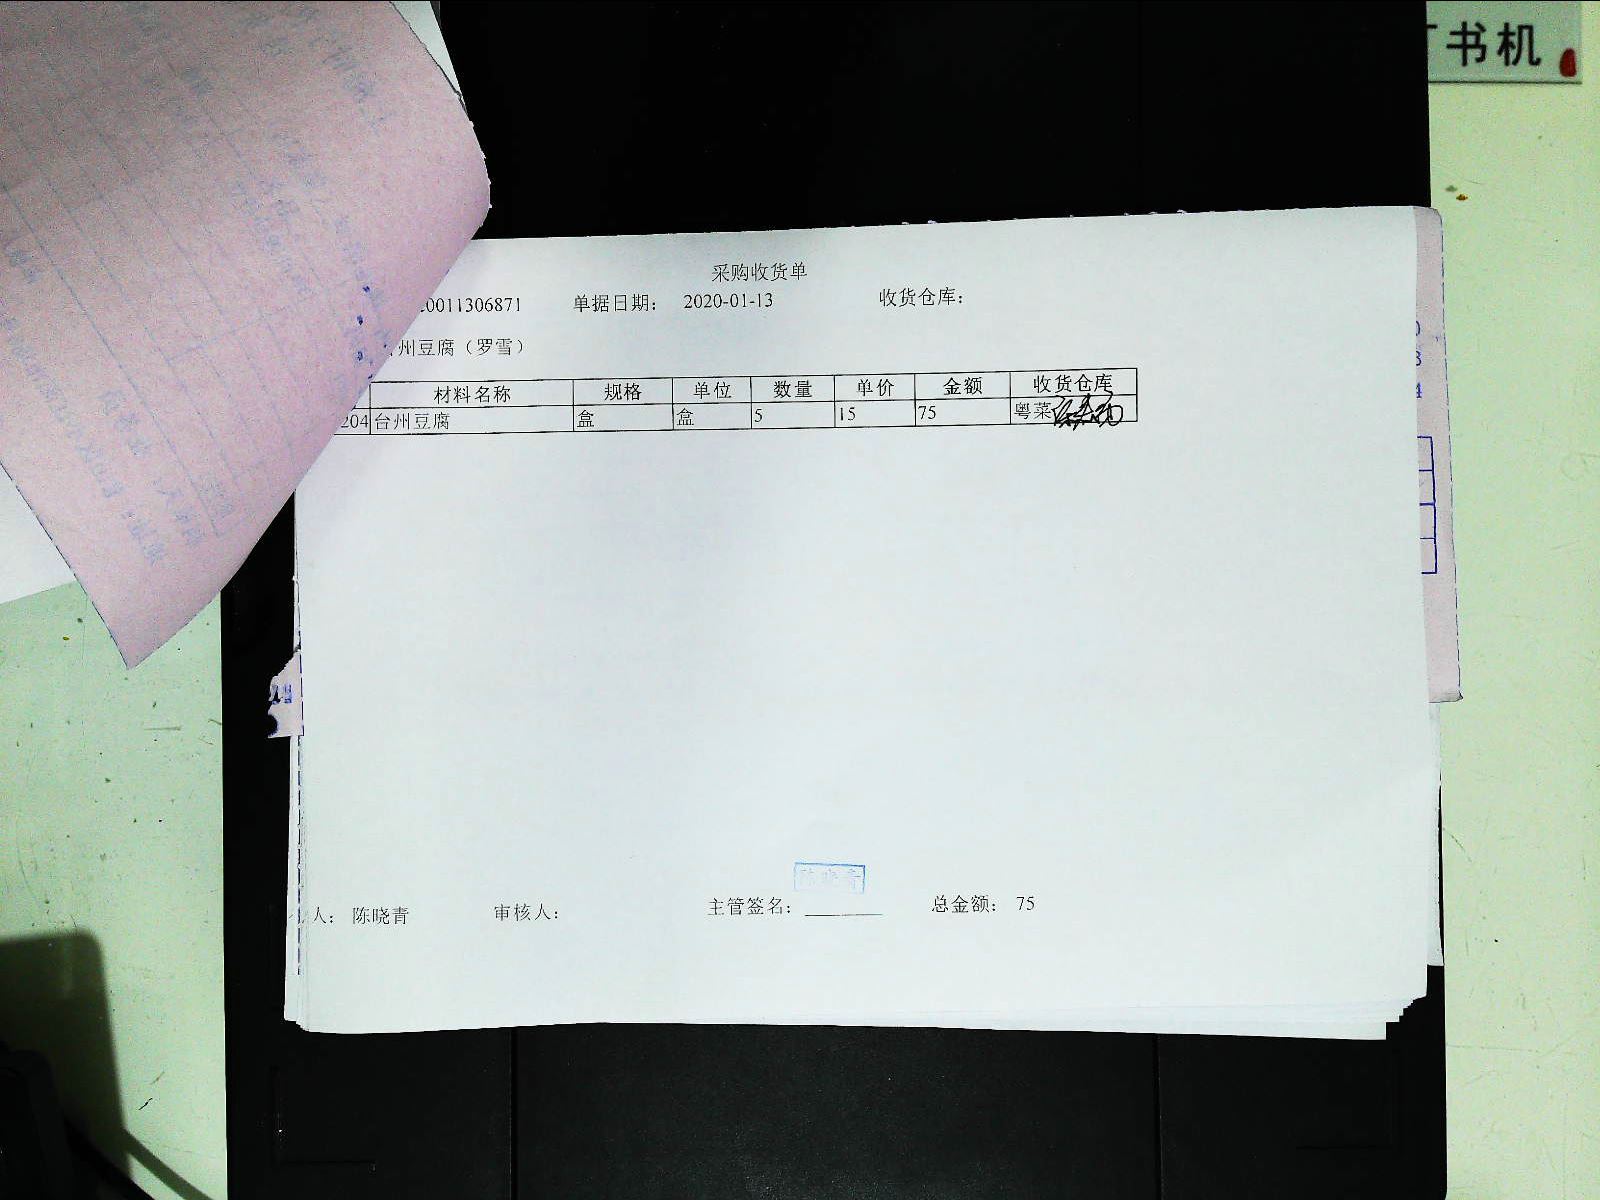 书机
采购收货单
0011306871 单据日期： 2020-01-13 收货仓库：
州豆腐（罗雪）
材料名称 规格 单位 数量 单价 金额 收货仓库
204 台州豆腐 盒 盒 5 15 75 粤菜
陈晓青
人： 陈晓青 审核人： 主管签名： 总金额： 75